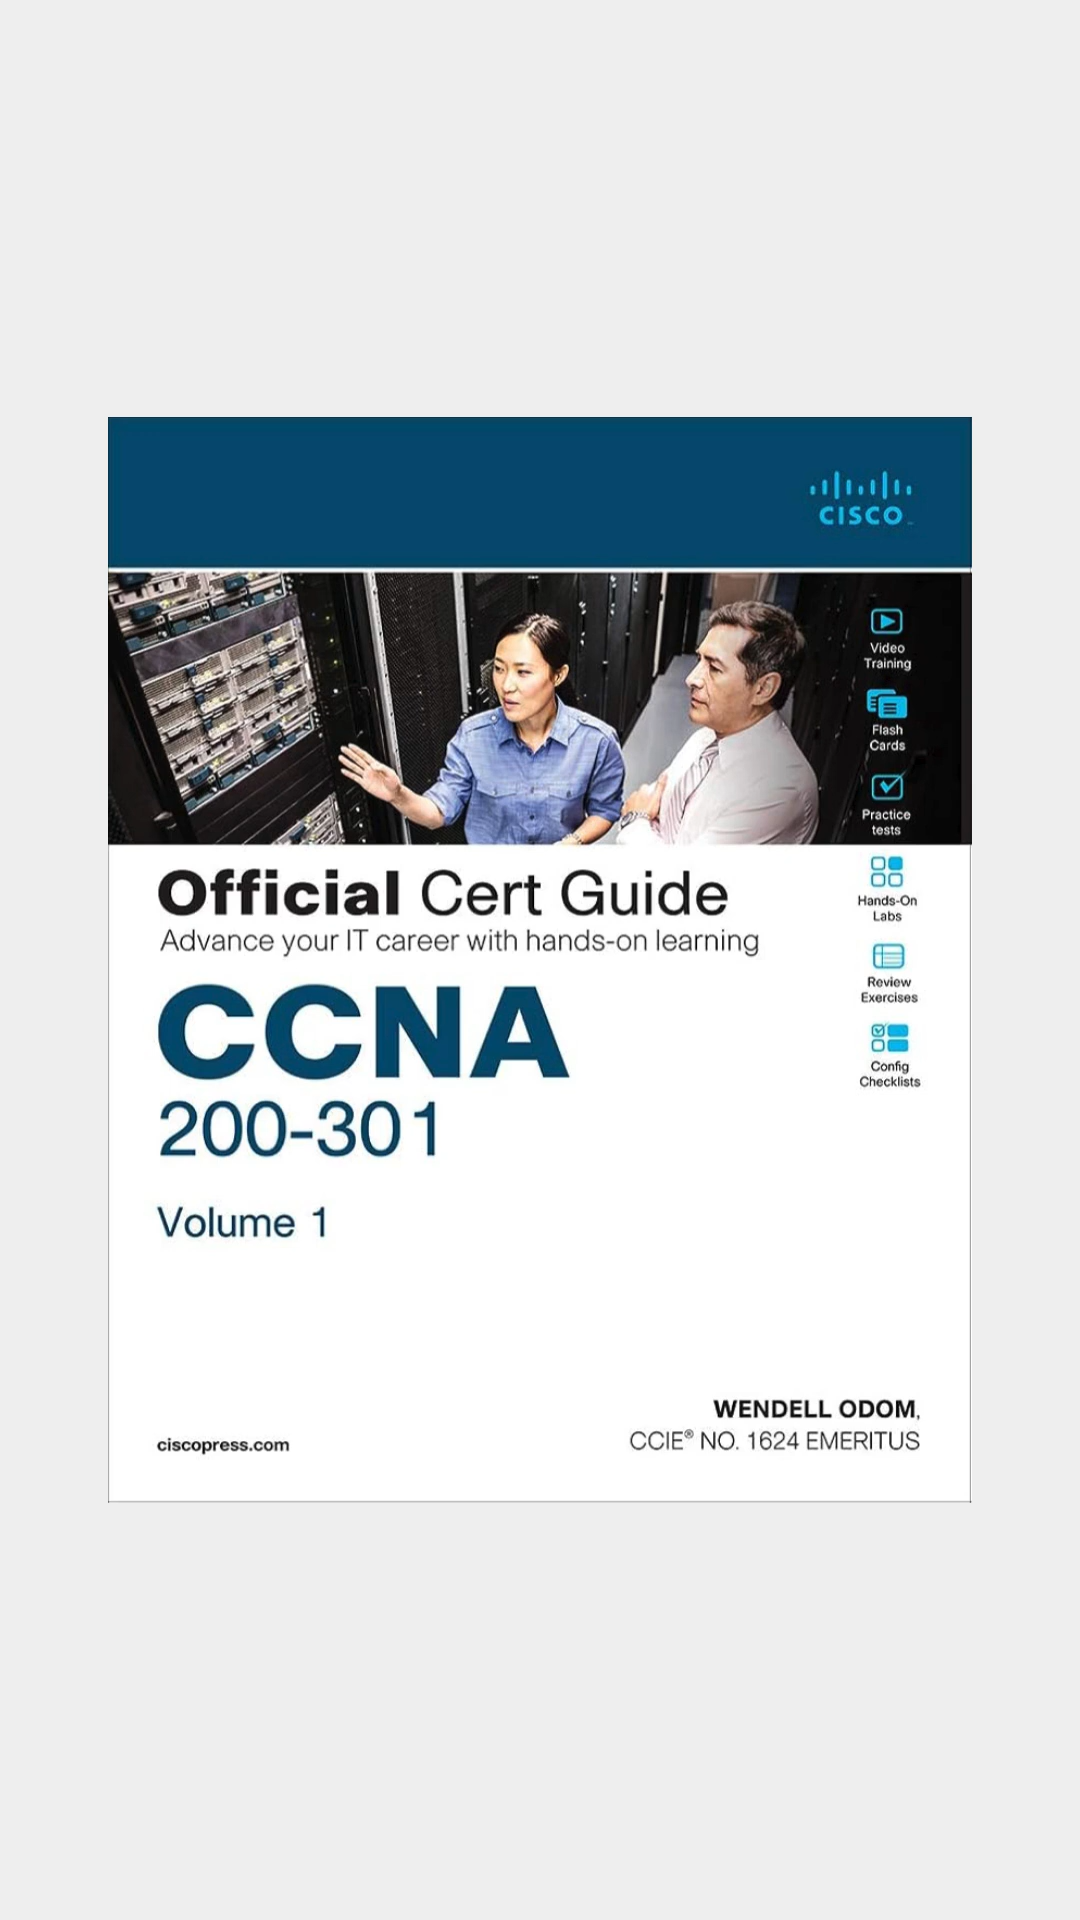 CISCO
Video
Training
Flash
Cards
Practice
tests
Hands-On
Labs
Review
Exercises
Config
Checklists
Official Cert Guide
Advance your IT career with hands-on learning
CCNA
200-301
Volume 1
WENDELL ODOM,
CCIE® NO. 1624 EMERITUS
ciscopress.com